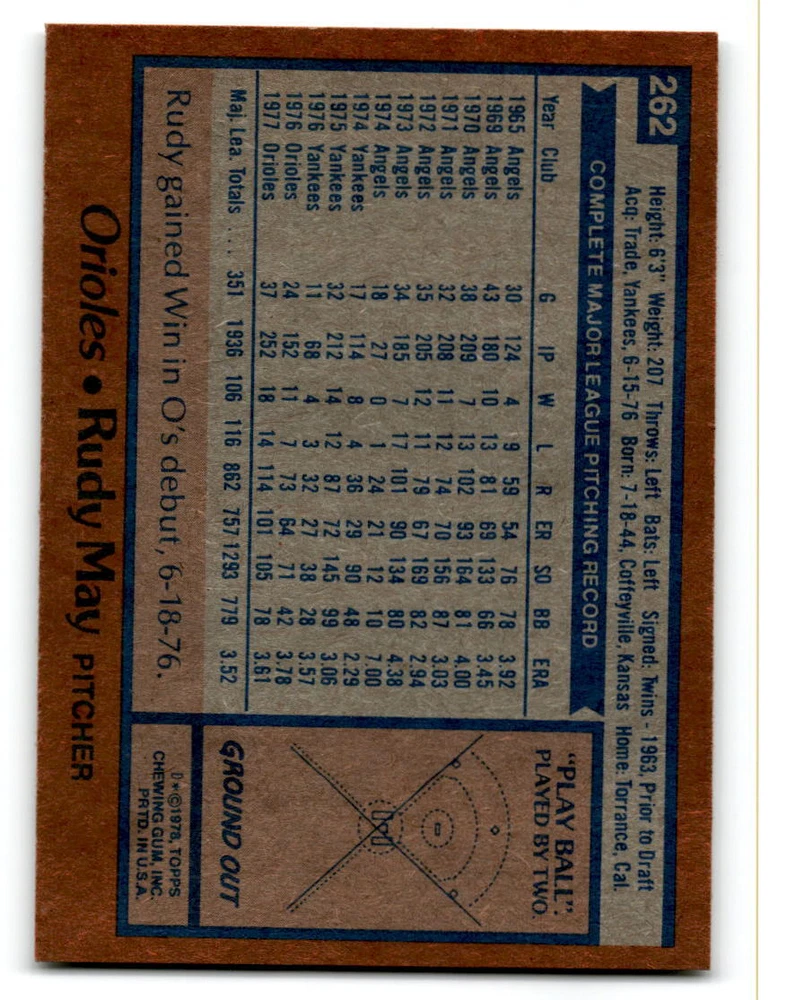 262
Height: 6'3" Weight: 207 Throws: Left Bats: Left Signed: Twins - 1963, Prior to Draft
Acq: Trade, Yankees, 6-15-76 Born: 7-18-44, Coffeyville, Kansas Home: Torrance, Cal.
COMPLETE MAJOR LEAGUE PITCHING RECORD
Year Club G IP W L R ER SO BB ERA
1965 Angels 30 124 4 9 59 54 76 78 3.92
1969 Angels 43 180 10 13 81 69 133 66 3.45
1970 Angels 38 209 7 13 102 93 164 81 4.00
1971 Angels 32 208 11 12 74 70 156 87 3.03
1972 Angels 35 205 12 11 79 67 169 82 2.94
1973 Angels 34 185 7 17 101 90 134 80 4.38
1974 Angels 18 27 0 1 24 21 12 10 7.00
1974 Yankees 17 114 8 4 36 29 90 48 2.29
1975 Yankees 32 212 14 12 87 72 145 99 3.06
1976 Yankees 11 68 4 3 32 27 38 28 3.57
1976 Orioles 24 152 11 7 73 64 71 42 3.78
1977 Orioles 37 252 18 14 114 101 105 78 3.61
Maj. Lea. Totals .... 351 1936 106 116 862 757 1293 779 3.52
Rudy gained Win in O's debut, 6-18-76.
"PLAY BALL":
PLAYED BY TWO.
GROUND OUT
D*©1978, TOPPS
CHEWING GUM, INC.
PRTD. IN U.S.A.
Orioles • Rudy May PITCHER